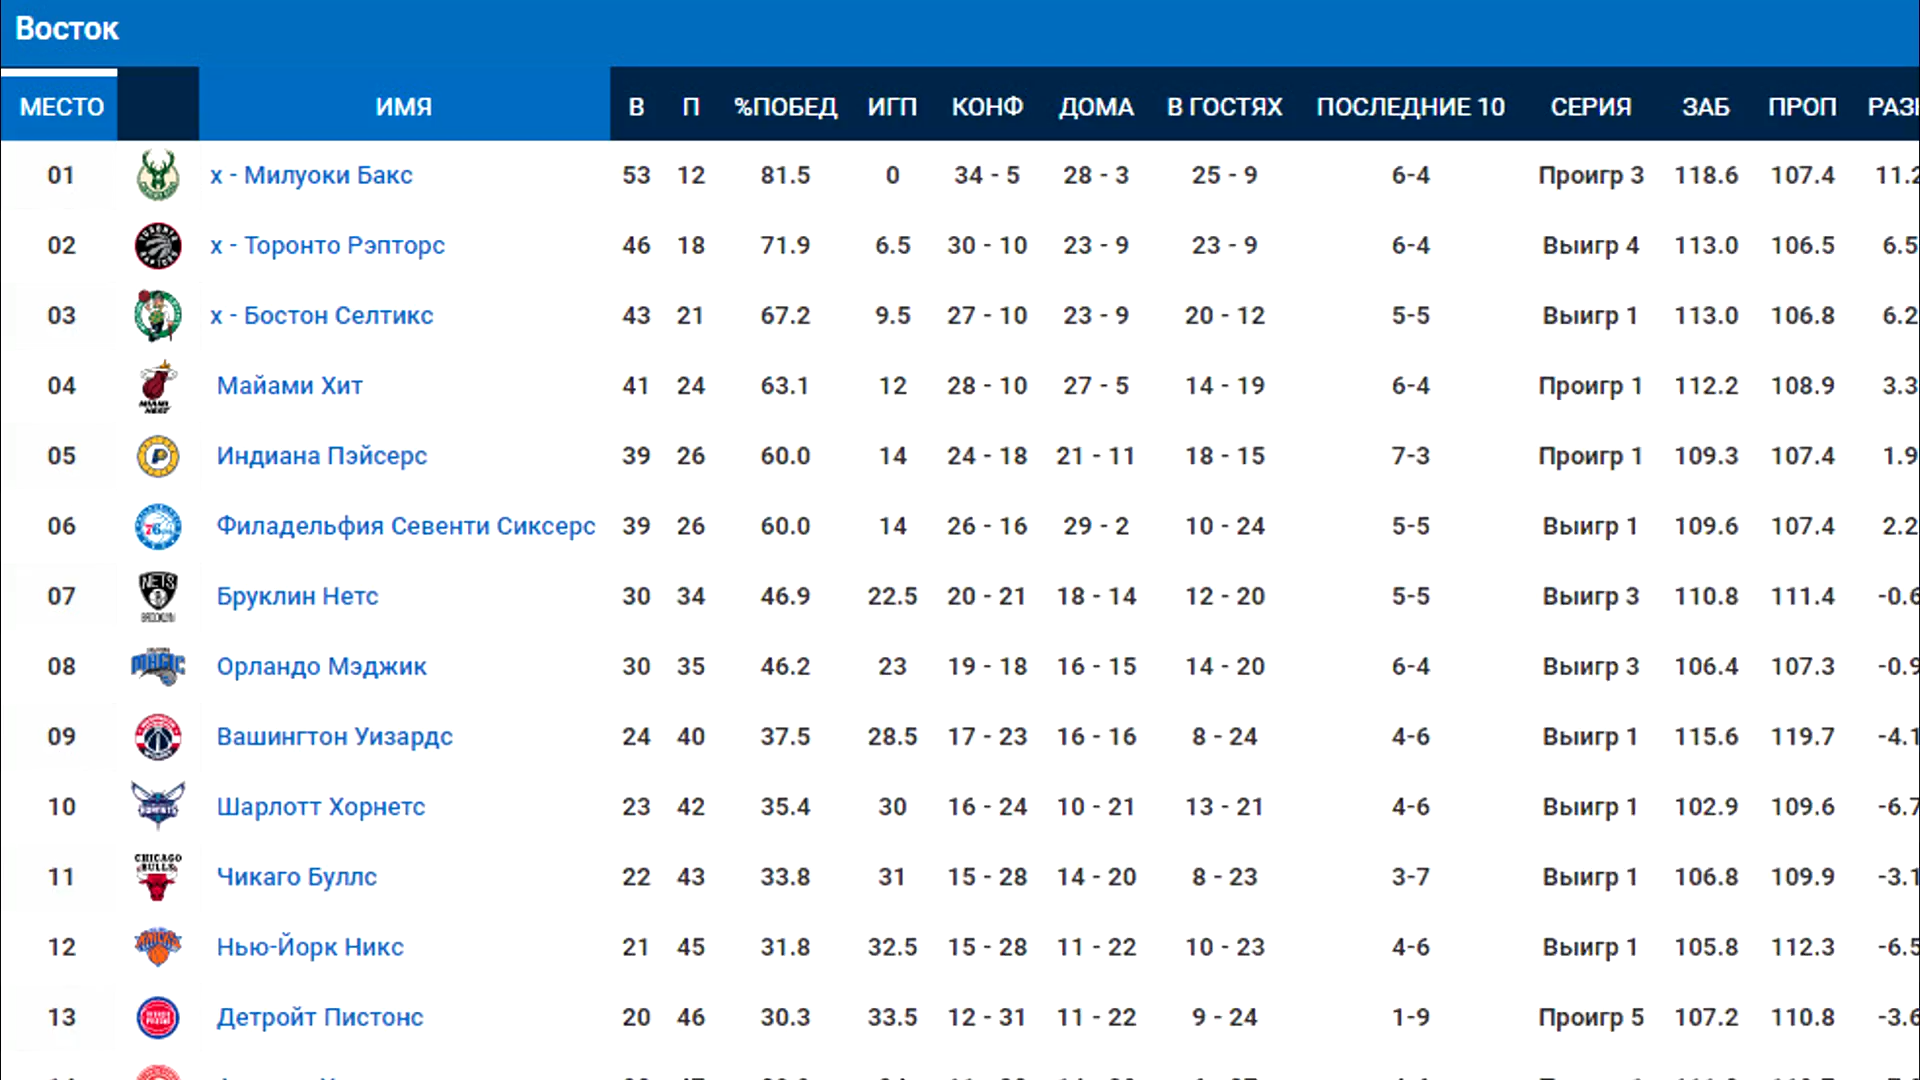 Восток
МЕСТО ИМЯ В П %ПОБЕД ИГП КОНФ ДОМА В ГОСТЯХ ПОСЛЕДНИЕ 10 СЕРИЯ ЗАБ ПРОП РАЗН
01 x - Милуоки Бакс 53 12 81.5 0 34 - 5 28 - 3 25 - 9 6-4 Проигр 3 118.6 107.4 11.2
02 x - Торонто Рэпторс 46 18 71.9 6.5 30 - 10 23 - 9 23 - 9 6-4 Выигр 4 113.0 106.5 6.5
03 x - Бостон Селтикс 43 21 67.2 9.5 27 - 10 23 - 9 20 - 12 5-5 Выигр 1 113.0 106.8 6.2
04 Майами Хит 41 24 63.1 12 28 - 10 27 - 5 14 - 19 6-4 Проигр 1 112.2 108.9 3.3
05 Индиана Пэйсерс 39 26 60.0 14 24 - 18 21 - 11 18 - 15 7-3 Проигр 1 109.3 107.4 1.9
06 Филадельфия Севенти Сиксерс 39 26 60.0 14 26 - 16 29 - 2 10 - 24 5-5 Выигр 1 109.6 107.4 2.2
07 Бруклин Нетс 30 34 46.9 22.5 20 - 21 18 - 14 12 - 20 5-5 Выигр 3 110.8 111.4 -0.6
08 Орландо Мэджик 30 35 46.2 23 19 - 18 16 - 15 14 - 20 6-4 Выигр 3 106.4 107.3 -0.9
09 Вашингтон Уизардс 24 40 37.5 28.5 17 - 23 16 - 16 8 - 24 4-6 Выигр 1 115.6 119.7 -4.1
10 Шарлотт Хорнетс 23 42 35.4 30 16 - 24 10 - 21 13 - 21 4-6 Выигр 1 102.9 109.6 -6.7
11 Чикаго Буллс 22 43 33.8 31 15 - 28 14 - 20 8 - 23 3-7 Выигр 1 106.8 109.9 -3.1
12 Нью-Йорк Никс 21 45 31.8 32.5 15 - 28 11 - 22 10 - 23 4-6 Выигр 1 105.8 112.3 -6.5
13 Детройт Пистонс 20 46 30.3 33.5 12 - 31 11 - 22 9 - 24 1-9 Проигр 5 107.2 110.8 -3.6